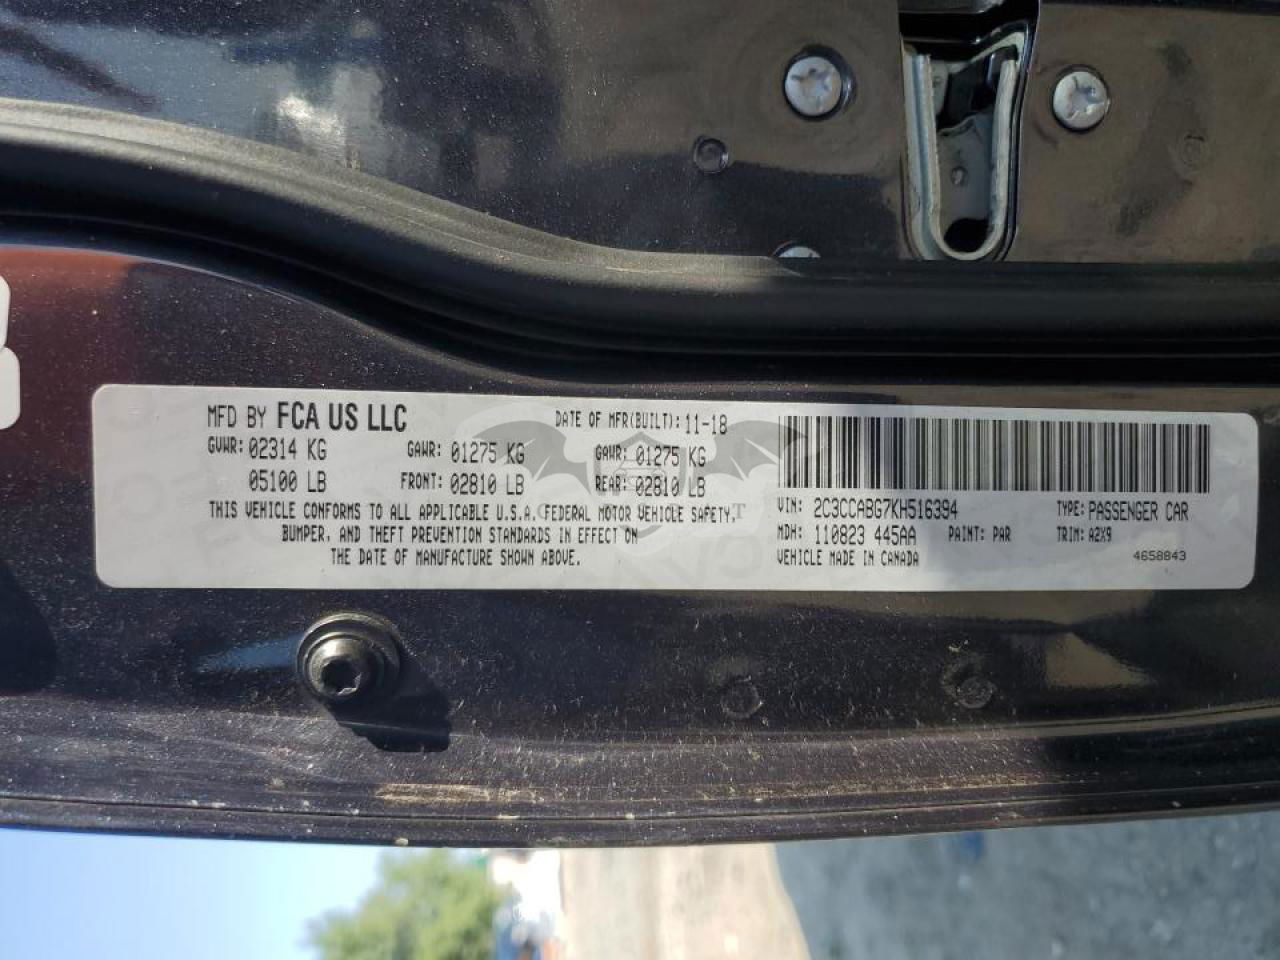 MFD BY FCA US LLC DATE OF MFR(BUILT): 11-18
GVWR: 02314 KG GAWR: 01275 KG GAWR: 01275 KG
05100 LB FRONT: 02810 LB REAR: 02810 LB
THIS VEHICLE CONFORMS TO ALL APPLICABLE U.S.A. FEDERAL MOTOR VEHICLE SAFETY,
BUMPER, AND THEFT PREVENTION STANDARDS IN EFFECT ON
THE DATE OF MANUFACTURE SHOWN ABOVE.
VIN: 2C3CCABG7KH516394 TYPE: PASSENGER CAR
MDH: 110823 445AA PAINT: PAR TRIM: A2X9
VEHICLE MADE IN CANADA 4658843